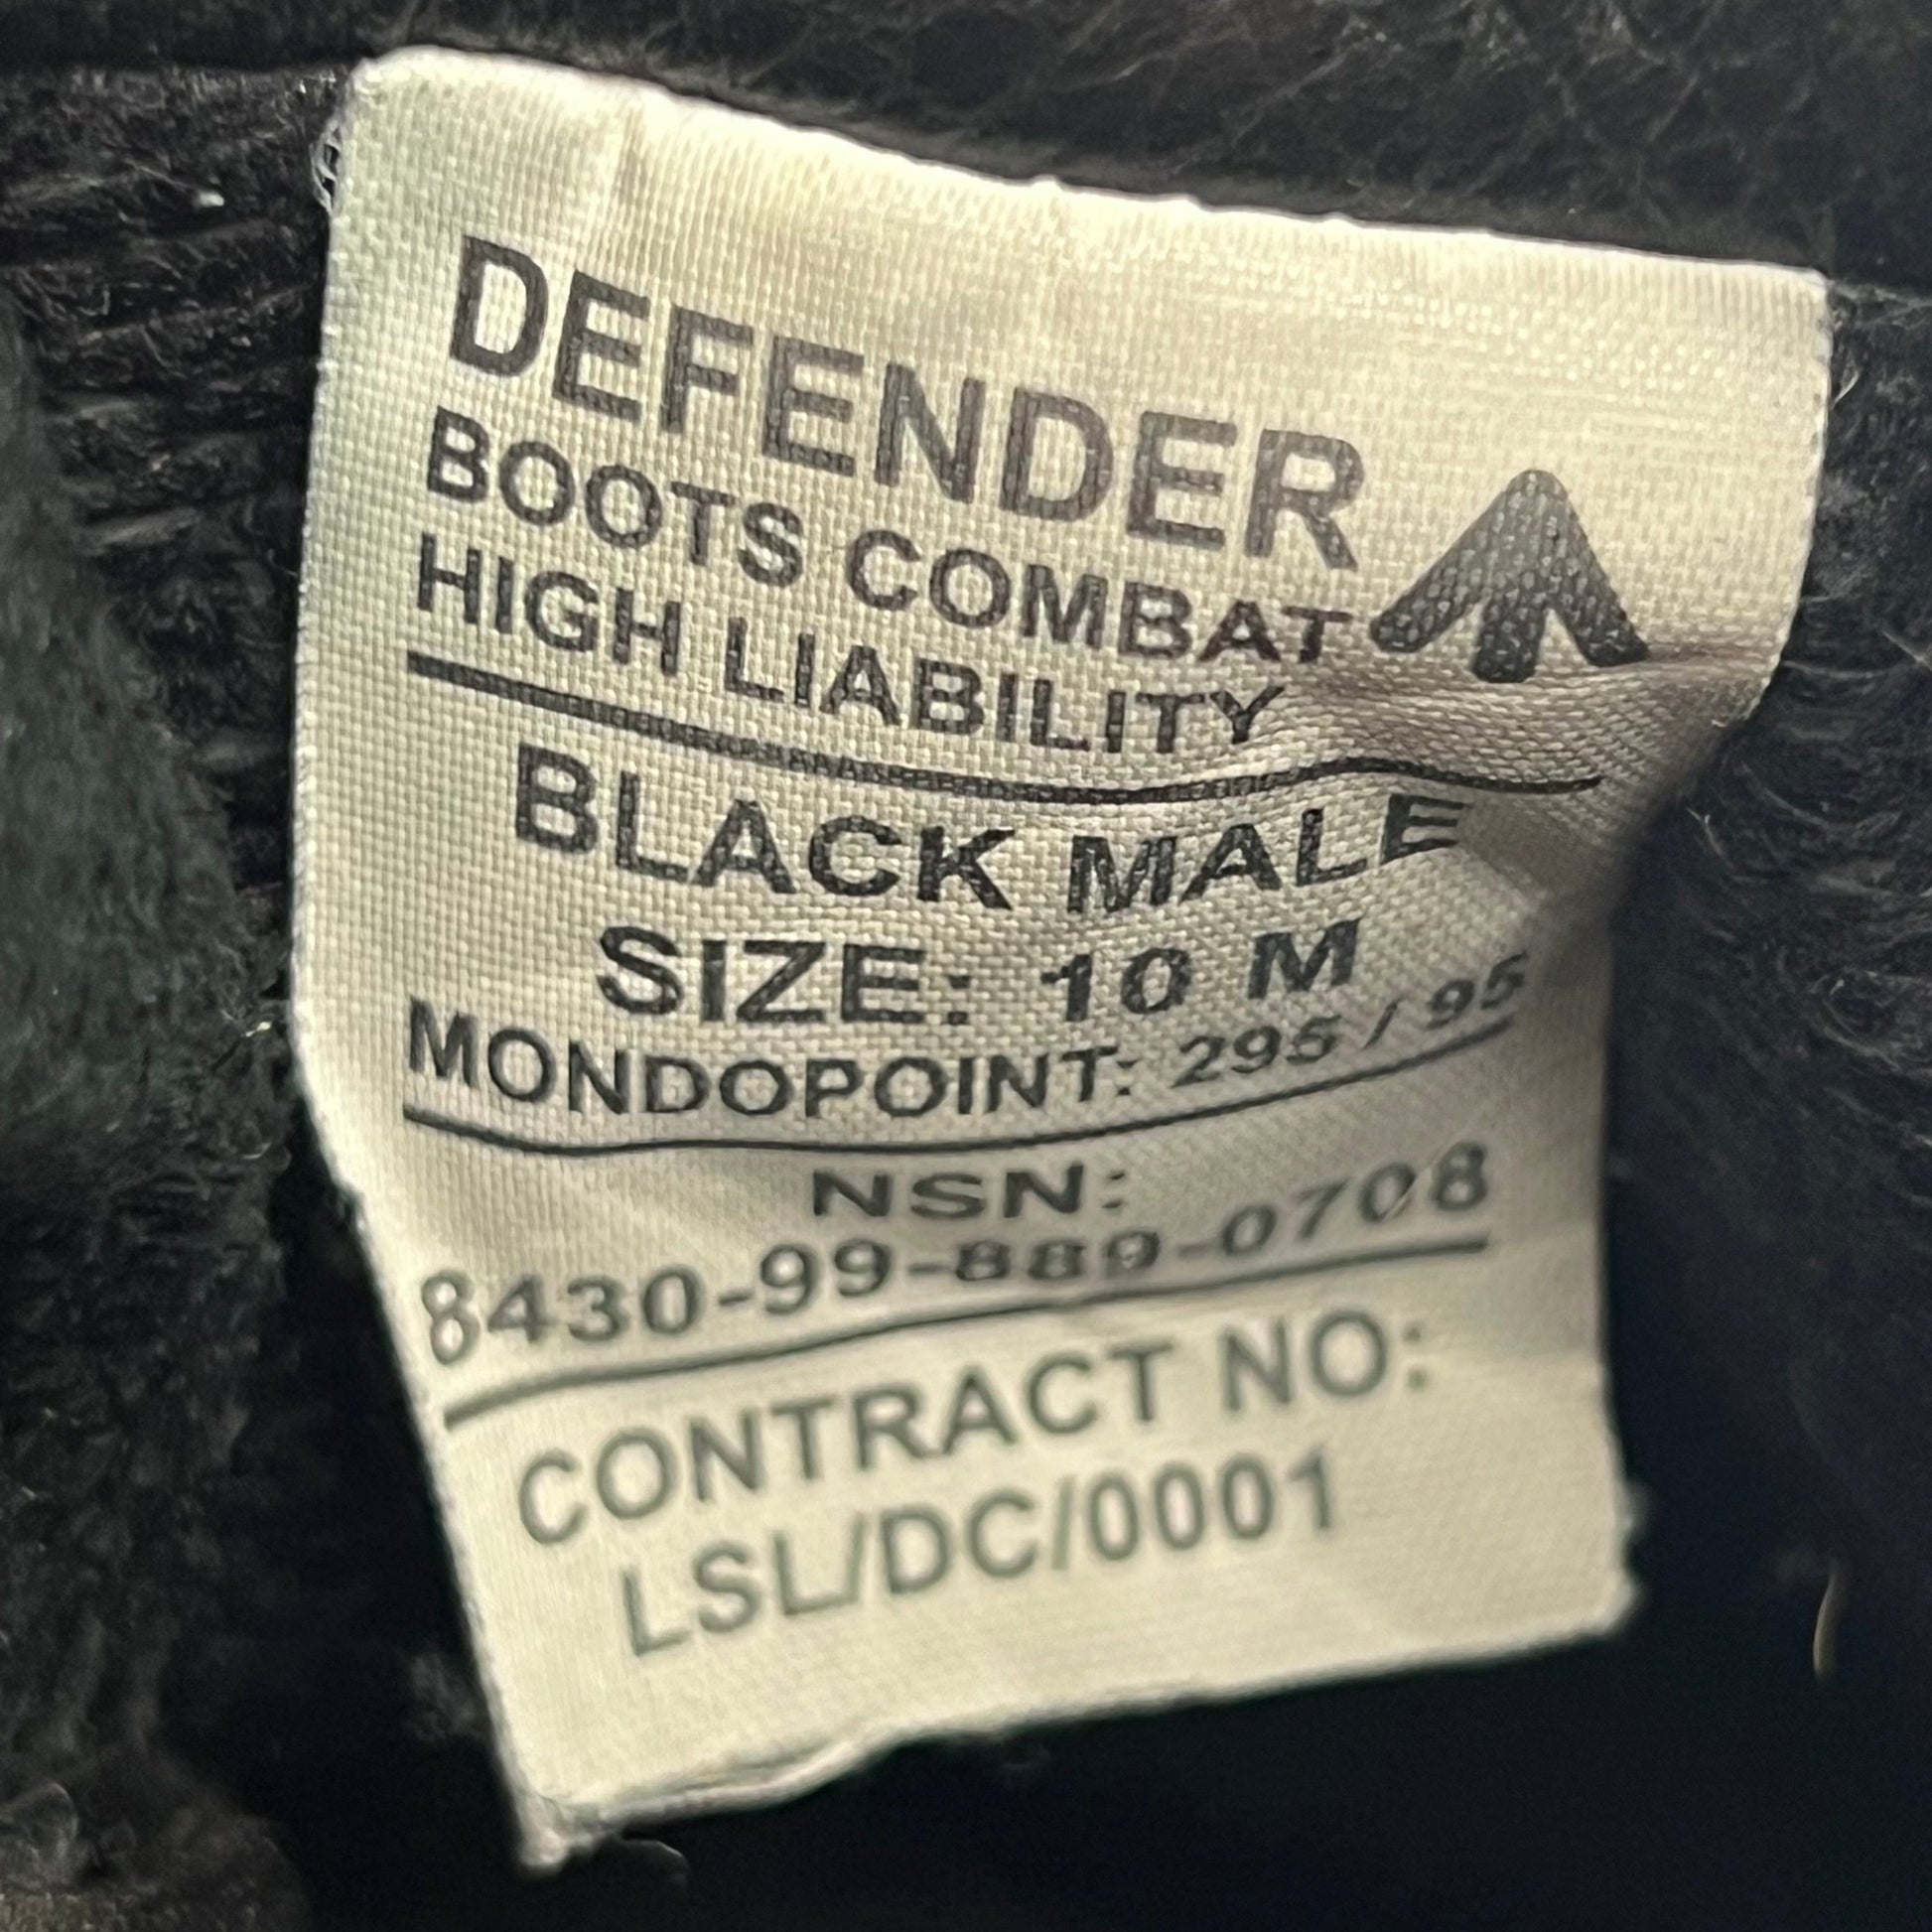 DEFENDER
BOOTS COMBAT
HIGH LIABILITY
BLACK MALE
SIZE: 10 M
MONDOPOINT: 295 / 95
NSN:
8430-99-889-0708
CONTRACT NO:
LSL/DC/0001